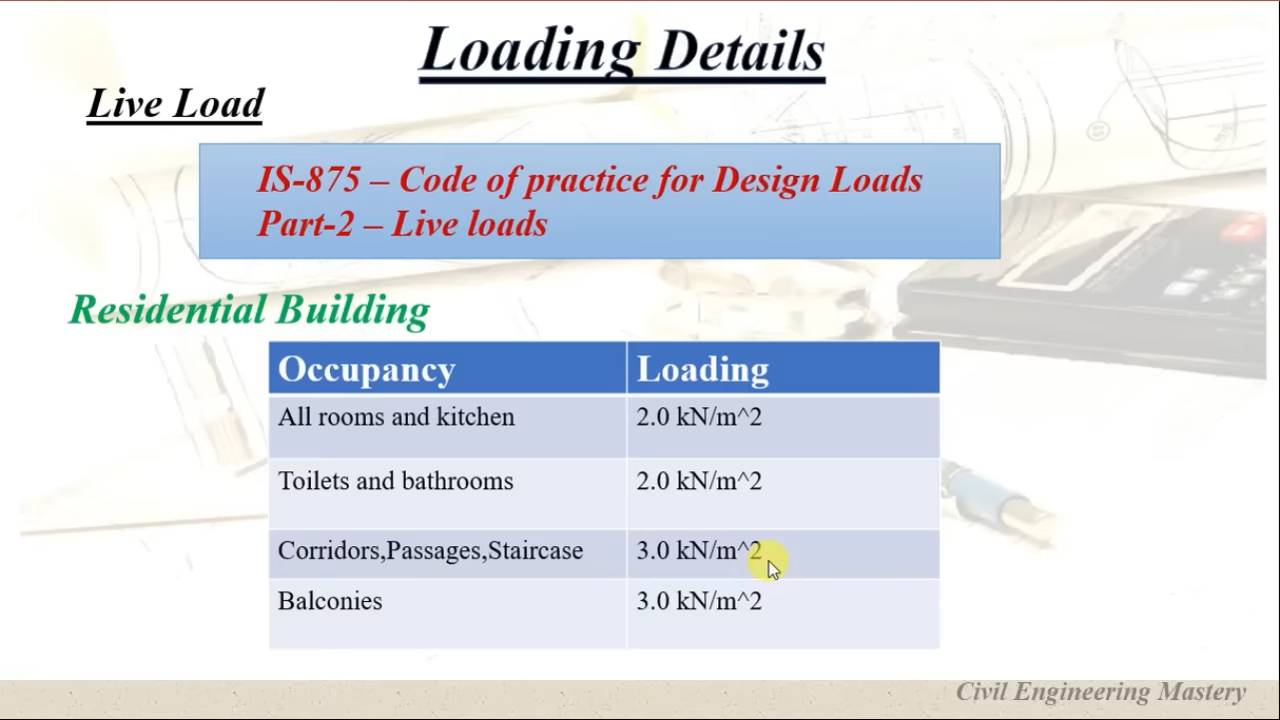 Loading Details
Live Load
IS-875 – Code of practice for Design Loads
Part-2 – Live loads
Residential Building
Occupancy Loading
All rooms and kitchen 2.0 kN/m^2
Toilets and bathrooms 2.0 kN/m^2
Corridors,Passages,Staircase 3.0 kN/m^2
Balconies 3.0 kN/m^2
Civil Engineering Mastery